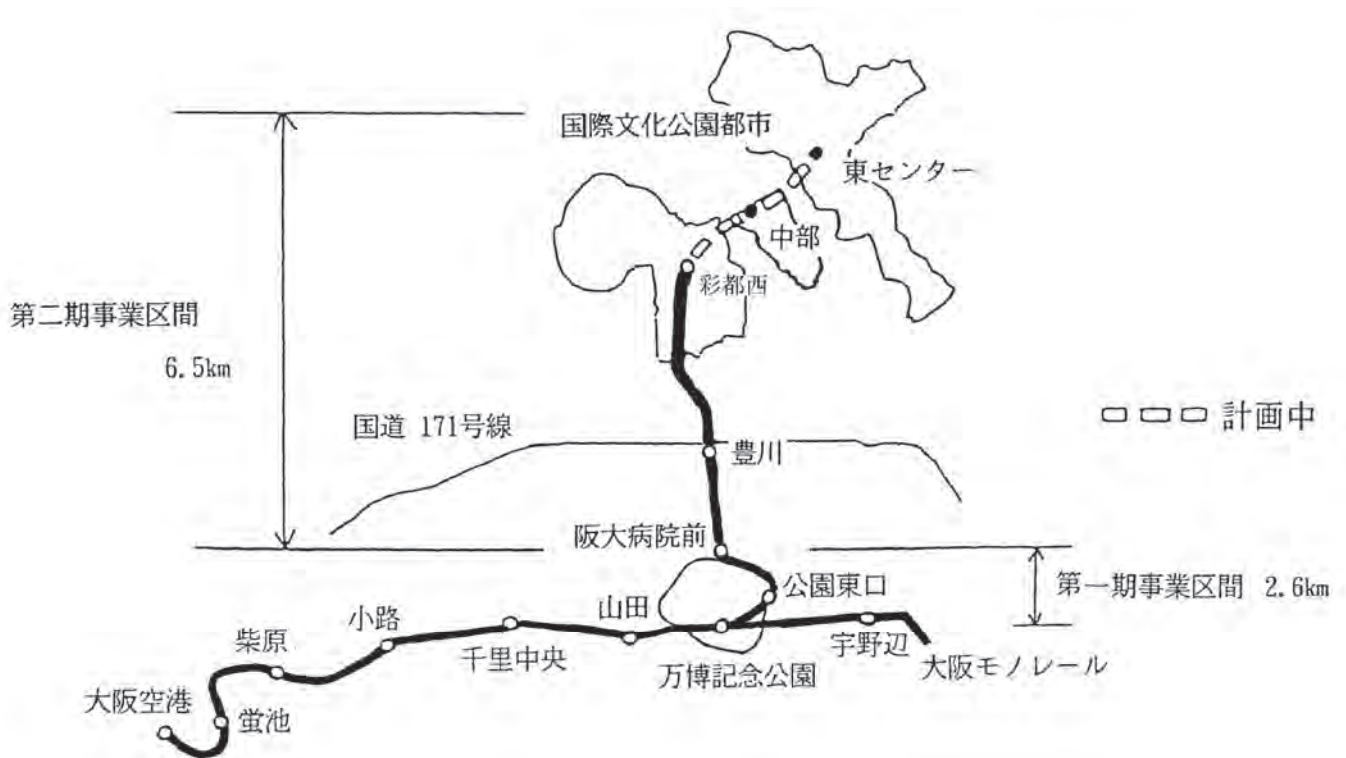 国際文化公園都市
東センター
中部
彩都西
第二期事業区間
6.5km
国道 171号線
豊川
計画中
阪大病院前
公園東口
第一期事業区間 2.6km
山田
小路
柴原
千里中央
宇野辺
万博記念公園
大阪モノレール
大阪空港
蛍池